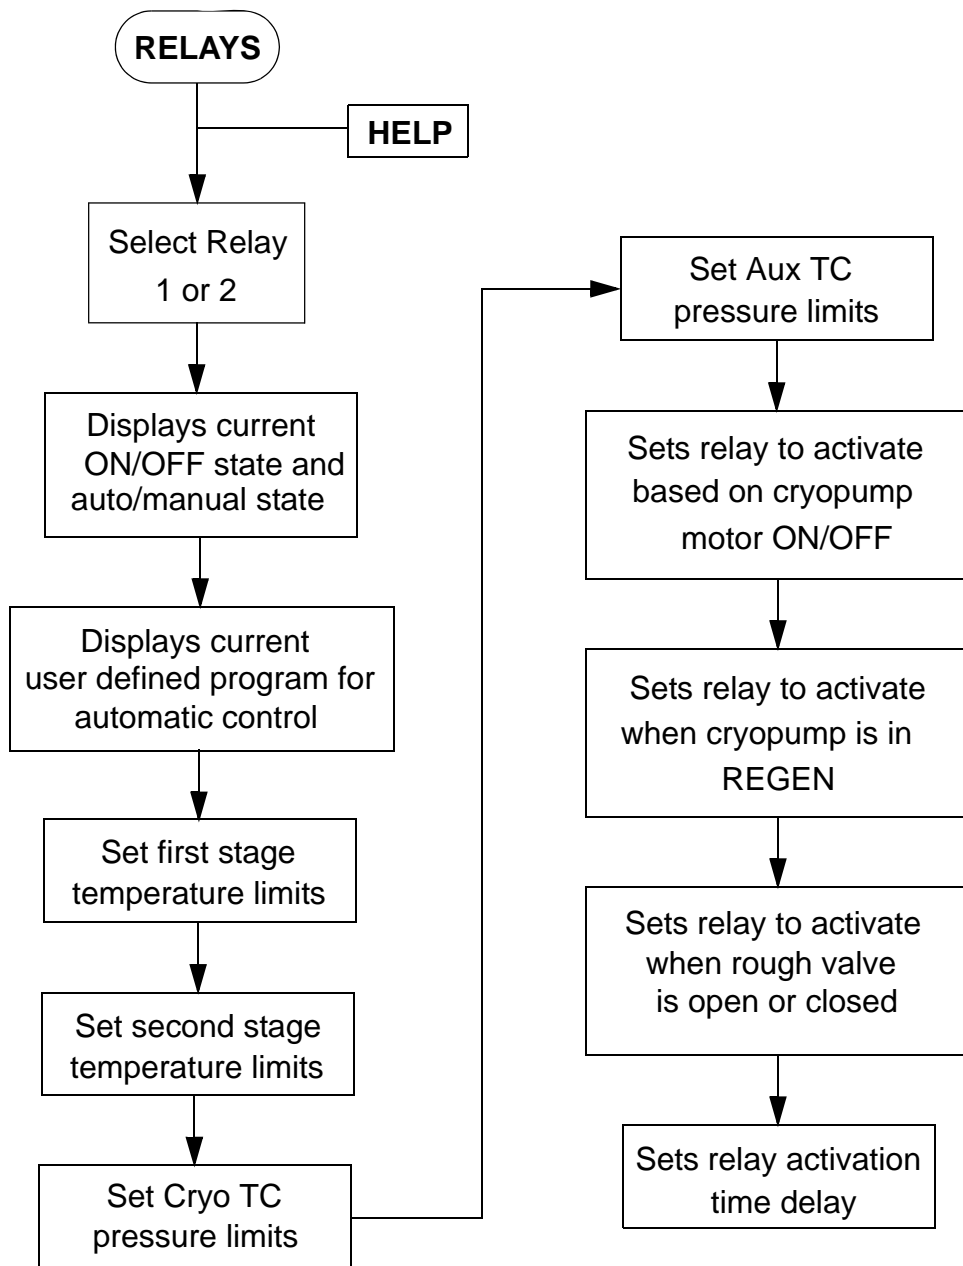 RELAYS
HELP
Select Relay
1 or 2
Displays current
ON/OFF state and
auto/manual state
Displays current
user defined program for
automatic control
Set first stage
temperature limits
Set second stage
temperature limits
Set Cryo TC
pressure limits
Set Aux TC
pressure limits
Sets relay to activate
based on cryopump
motor ON/OFF
Sets relay to activate
when cryopump is in
REGEN
Sets relay to activate
when rough valve
is open or closed
Sets relay activation
time delay